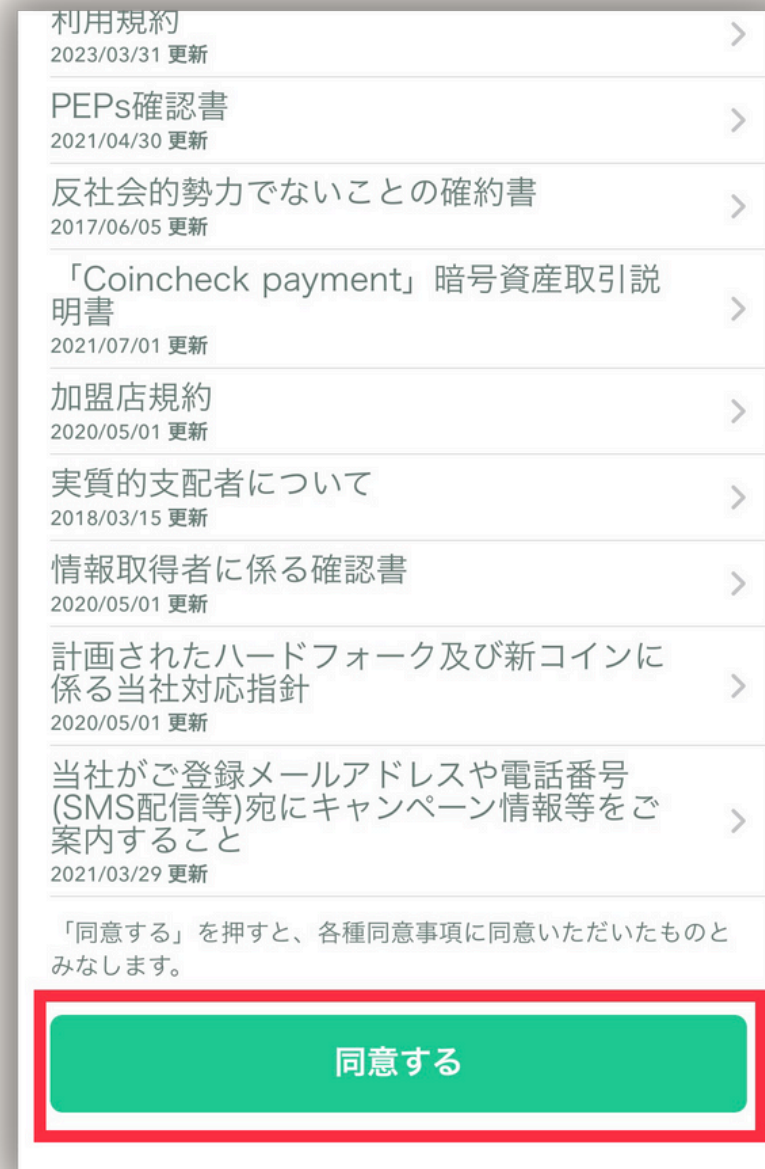 利用規約
2023/03/31 更新
PEPs確認書
2021/04/30 更新
反社会的勢力でないことの確約書
2017/06/05 更新
「Coincheck payment」暗号資産取引説
明書
2021/07/01 更新
加盟店規約
2020/05/01 更新
実質的支配者について
2018/03/15 更新
情報取得者に係る確認書
2020/05/01 更新
計画されたハードフォーク及び新コインに
係る当社対応指針
2020/05/01 更新
当社がご登録メールアドレスや電話番号
(SMS配信等)宛にキャンペーン情報等をご
案内すること
2021/03/29 更新
「同意する」を押すと、各種同意事項に同意いただいたものと
みなします。
同意する